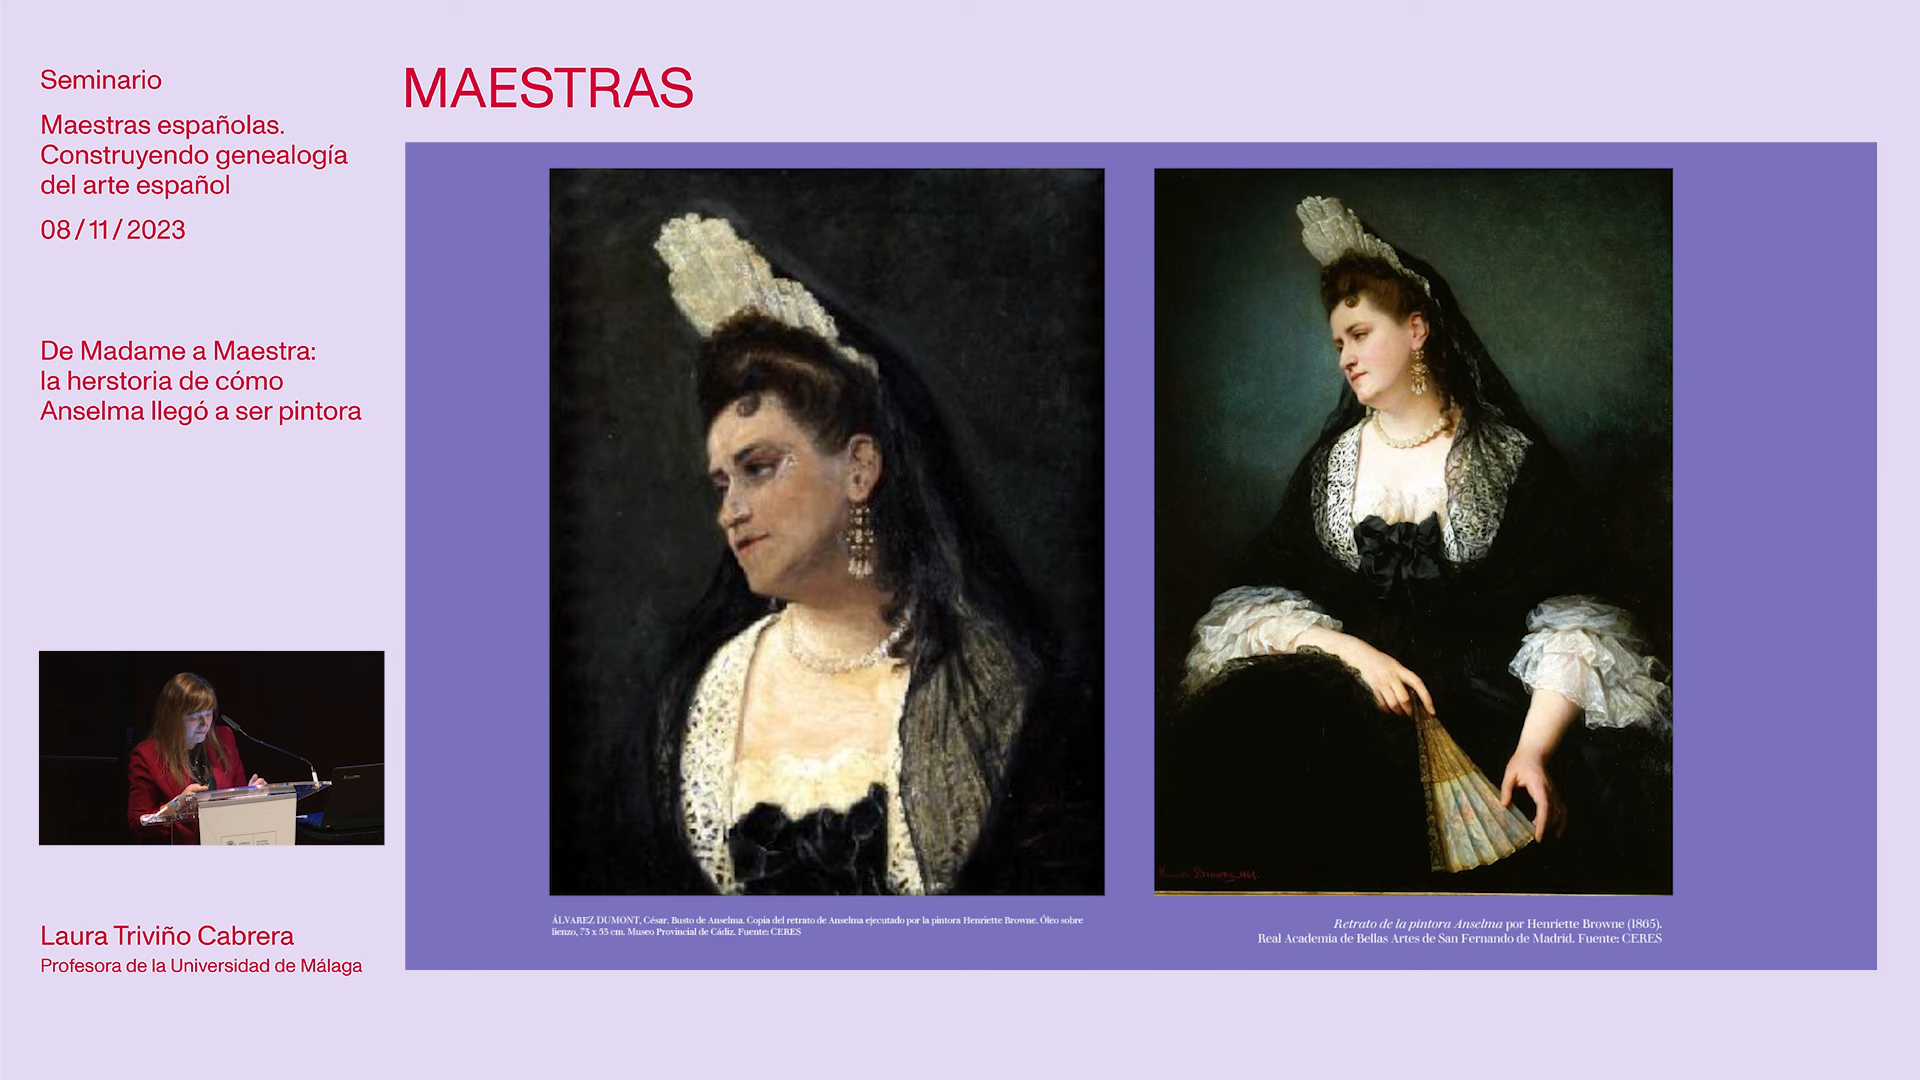 Seminario
Maestras españolas.
Construyendo genealogía
del arte español
08/11/2023
De Madame a Maestra:
la herstoria de cómo
Anselma llegó a ser pintora
Laura Triviño Cabrera
Profesora de la Universidad de Málaga
MAESTRAS
ÁLVAREZ DUMONT, César. Busto de Anselma. Copia del retrato de Anselma ejecutado por la pintora Henriette Browne. Óleo sobre
lienzo, 73 x 53 cm. Museo Provincial de Cádiz. Fuente: CERES
Retrato de la pintora Anselma por Henriette Browne (1865).
Real Academia de Bellas Artes de San Fernando de Madrid. Fuente: CERES